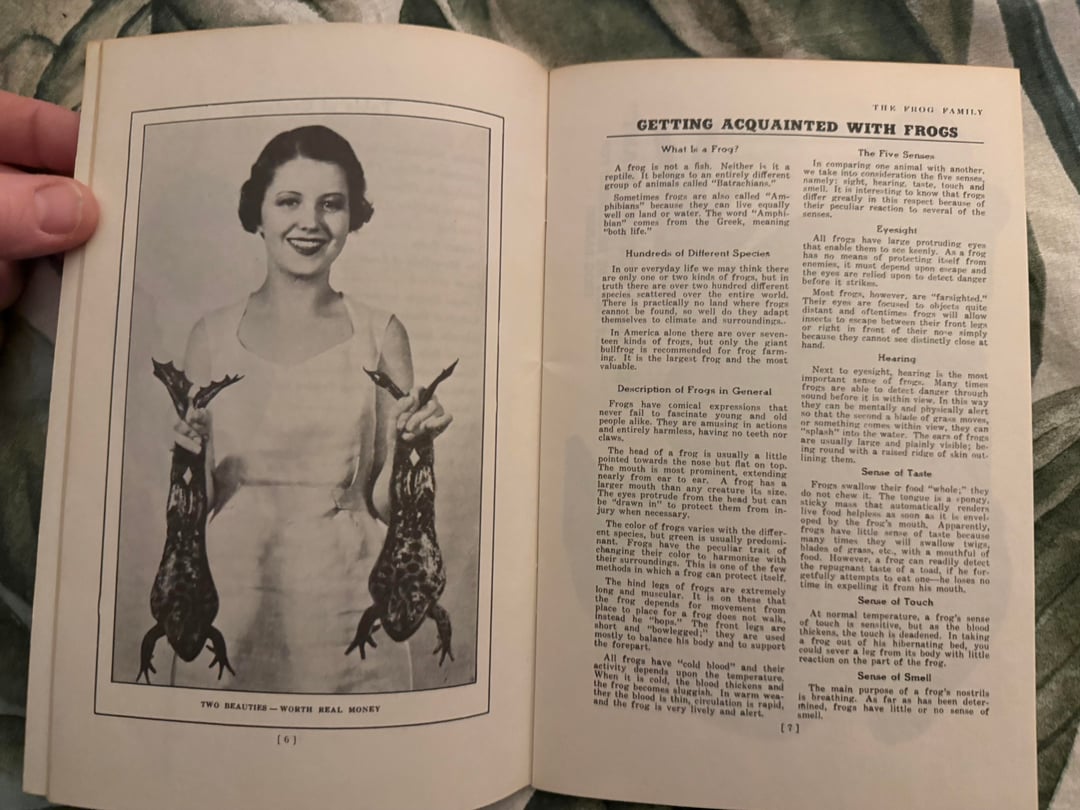 TWO BEAUTIES — WORTH REAL MONEY
[ 6 ]
THE FROG FAMILY
GETTING ACQUAINTED WITH FROGS
What Is a Frog?
A frog is not a fish. Neither is it a
reptile. It belongs to an entirely different
group of animals called "Batrachians."
Sometimes frogs are also called "Am-
phibians" because they can live equally
well on land or water. The word "Amphi-
bian" comes from the Greek, meaning
"both life."
Hundreds of Different Species
In our everyday life we may think there
are only one or two kinds of frogs, but in
truth there are over two hundred different
species scattered over the entire world.
There is practically no land where frogs
cannot be found, so well do they adapt
themselves to climate and surroundings..
In America alone there are over seven-
teen kinds of frogs, but only the giant
bullfrog is recommended for frog farm-
ing. It is the largest frog and the most
valuable.
Description of Frogs in General
Frogs have comical expressions that
never fail to fascinate young and old
people alike. They are amusing in actions
and entirely harmless, having no teeth nor
claws.
The head of a frog is usually a little
pointed towards the nose but flat on top.
The mouth is most prominent, extending
nearly from ear to ear. A frog has a
larger mouth than any creature its size.
The eyes protrude from the head but can
be "drawn in" to protect them from in-
jury when necessary.
The color of frogs varies with the differ-
ent species, but green is usually predomi-
nant. Frogs have the peculiar trait of
changing their color to harmonize with
their surroundings. This is one of the few
methods in which a frog can protect itself.
The hind legs of frogs are extremely
long and muscular. It is on these that
the frog depends for movement from
place to place for a frog does not walk,
instead he "hops." The front legs are
short and "bowlegged;" they are used
mostly to balance his body and to support
the forepart.
All frogs have "cold blood" and their
activity depends upon the temperature.
When it is cold, the blood thickens and
the frog becomes sluggish. In warm wea-
ther the blood is thin, circulation is rapid,
and the frog is very lively and alert.
The Five Senses
In comparing one animal with another,
we take into consideration the five senses,
namely; sight, hearing, taste, touch and
smell. It is interesting to know that frogs
differ greatly in this respect because of
their peculiar reaction to several of the
senses.
Eyesight
All frogs have large protruding eyes
that enable them to see keenly. As a frog
has no means of protecting itself from
enemies, it must depend upon escape and
the eyes are relied upon to detect danger
before it strikes.
Most frogs, however, are "farsighted."
Their eyes are focused to objects quite
distant and oftentimes frogs will allow
insects to escape between their front legs
or right in front of their nose simply
because they cannot see distinctly close at
hand.
Hearing
Next to eyesight, hearing is the most
important sense of frogs. Many times
frogs are able to detect danger through
sound before it is within view. In this way
they can be mentally and physically alert
so that the second a blade of grass moves,
or something comes within view, they can
"splash" into the water. The ears of frogs
are usually large and plainly visible; be-
ing round with a raised ridge of skin out-
lining them.
Sense of Taste
Frogs swallow their food "whole;" they
do not chew it. The tongue is a spongy,
sticky mass that automatically renders
live food helpless as soon as it is envel-
oped by the frog's mouth. Apparently,
frogs have little sense of taste because
many times they will swallow twigs,
blades of grass, etc., with a mouthful of
food. However, a frog can readily detect
the repugnant taste of a toad, if he for-
getfully attempts to eat one—he loses no
time in expelling it from his mouth.
Sense of Touch
At normal temperature, a frog's sense
of touch is sensitive, but as the blood
thickens, the touch is deadened. In taking
a frog out of his hibernating bed, you
could sever a leg from its body with little
reaction on the part of the frog.
Sense of Smell
The main purpose of a frog's nostrils
is breathing. As far as has been deter-
mined, frogs have little or no sense of
smell.
[ 7 ]